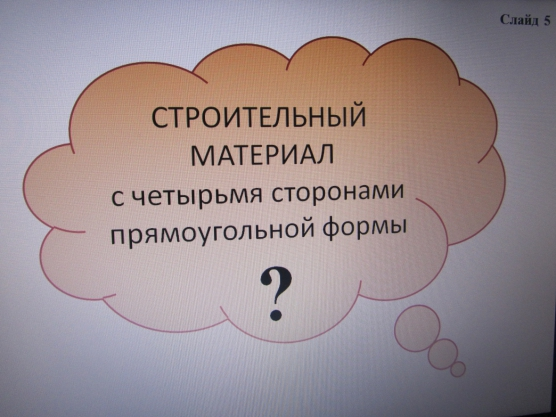 Слайд 5
СТРОИТЕЛЬНЫЙ
МАТЕРИАЛ
с четырьмя сторонами
прямоугольной формы
?